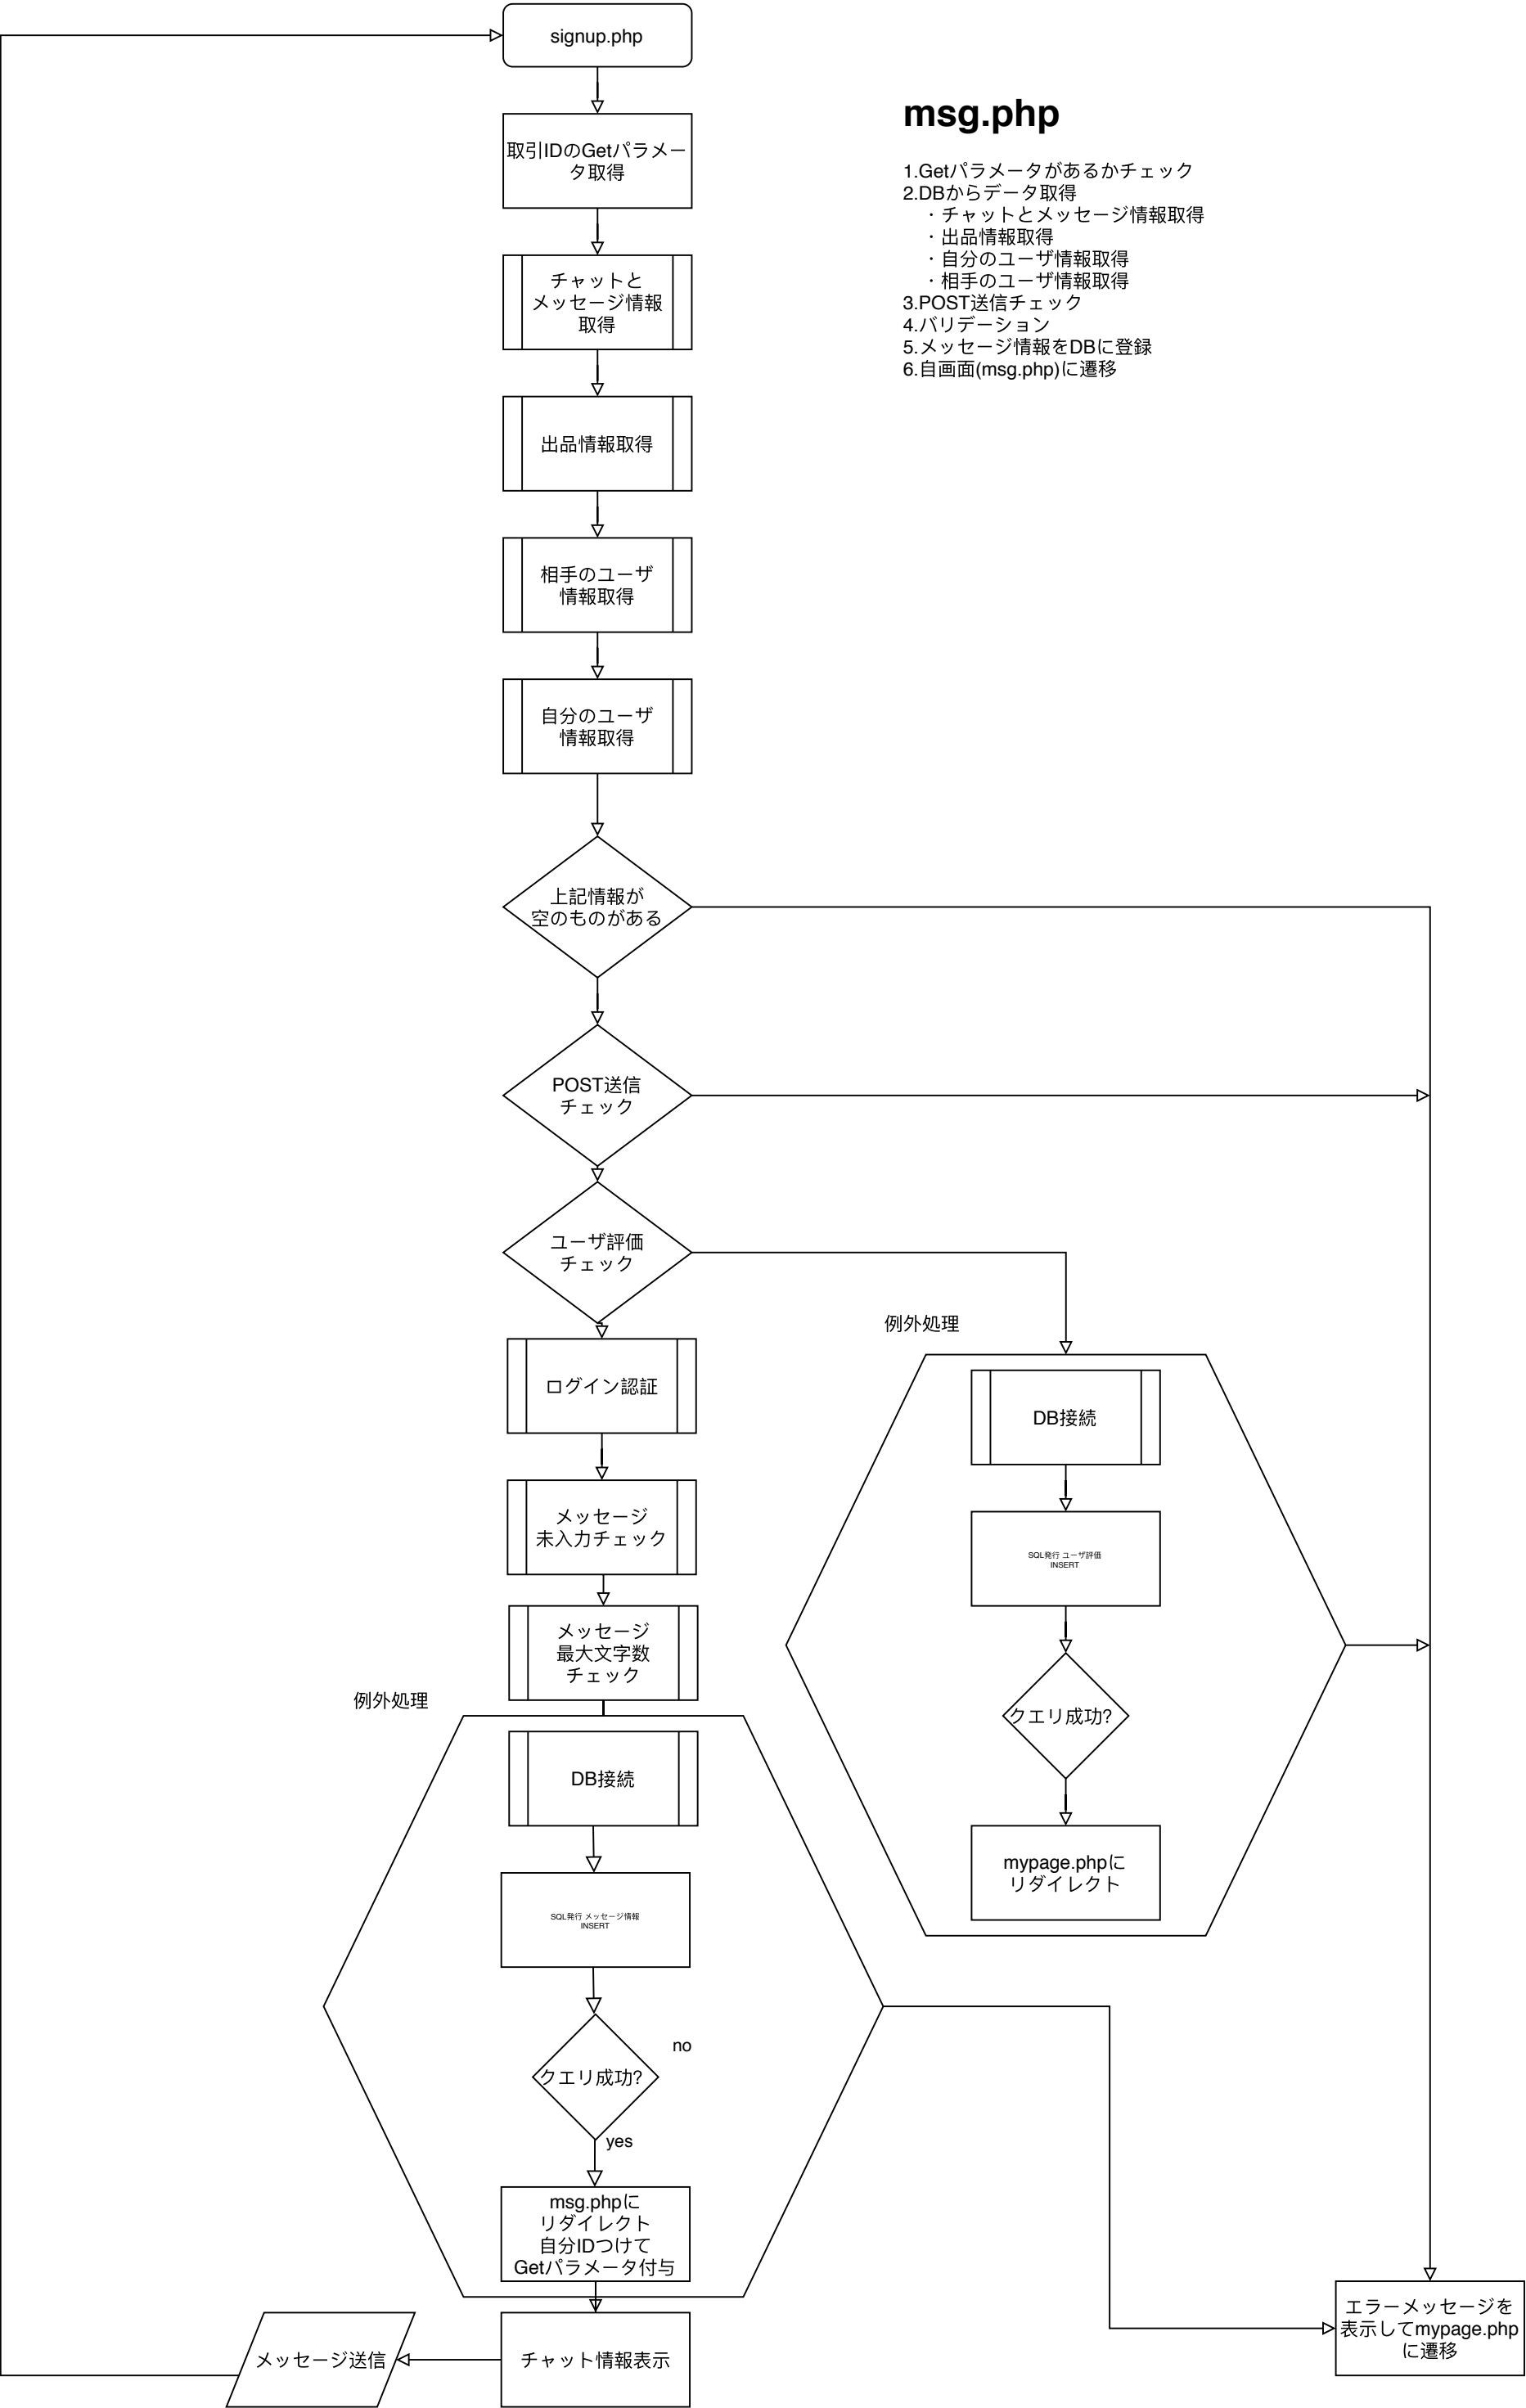 signup.php
取引IDのGetパラメー
タ取得
msg.php
1.Getパラメータがあるかチェック
2.DBからデータ取得
・チャットとメッセージ情報取得
・出品情報取得
・自分のユーザ情報取得
・相手のユーザ情報取得
3.POST送信チェック
4.バリデーション
5.メッセージ情報をDBに登録
6.自画面(msg.php)に遷移
チャットと
メッセージ情報
取得
出品情報取得
相手のユーザ
情報取得
自分のユーザ
情報取得
上記情報が
空のものがある
POST送信
チェック
ユーザ評価
チェック
ログイン認証
メッセージ
未入力チェック
メッセージ
最大文字数
チェック
例外処理
DB接続
SQL発行 ユーザ評価
INSERT
クエリ成功?
mypage.phpに
リダイレクト
例外処理
DB接続
SQL発行 メッセージ情報
INSERT
クエリ成功?
no
yes
msg.phpに
リダイレクト
自分IDつけて
Getパラメータ付与
チャット情報表示
メッセージ送信
エラーメッセージを
表示してmypage.php
に遷移